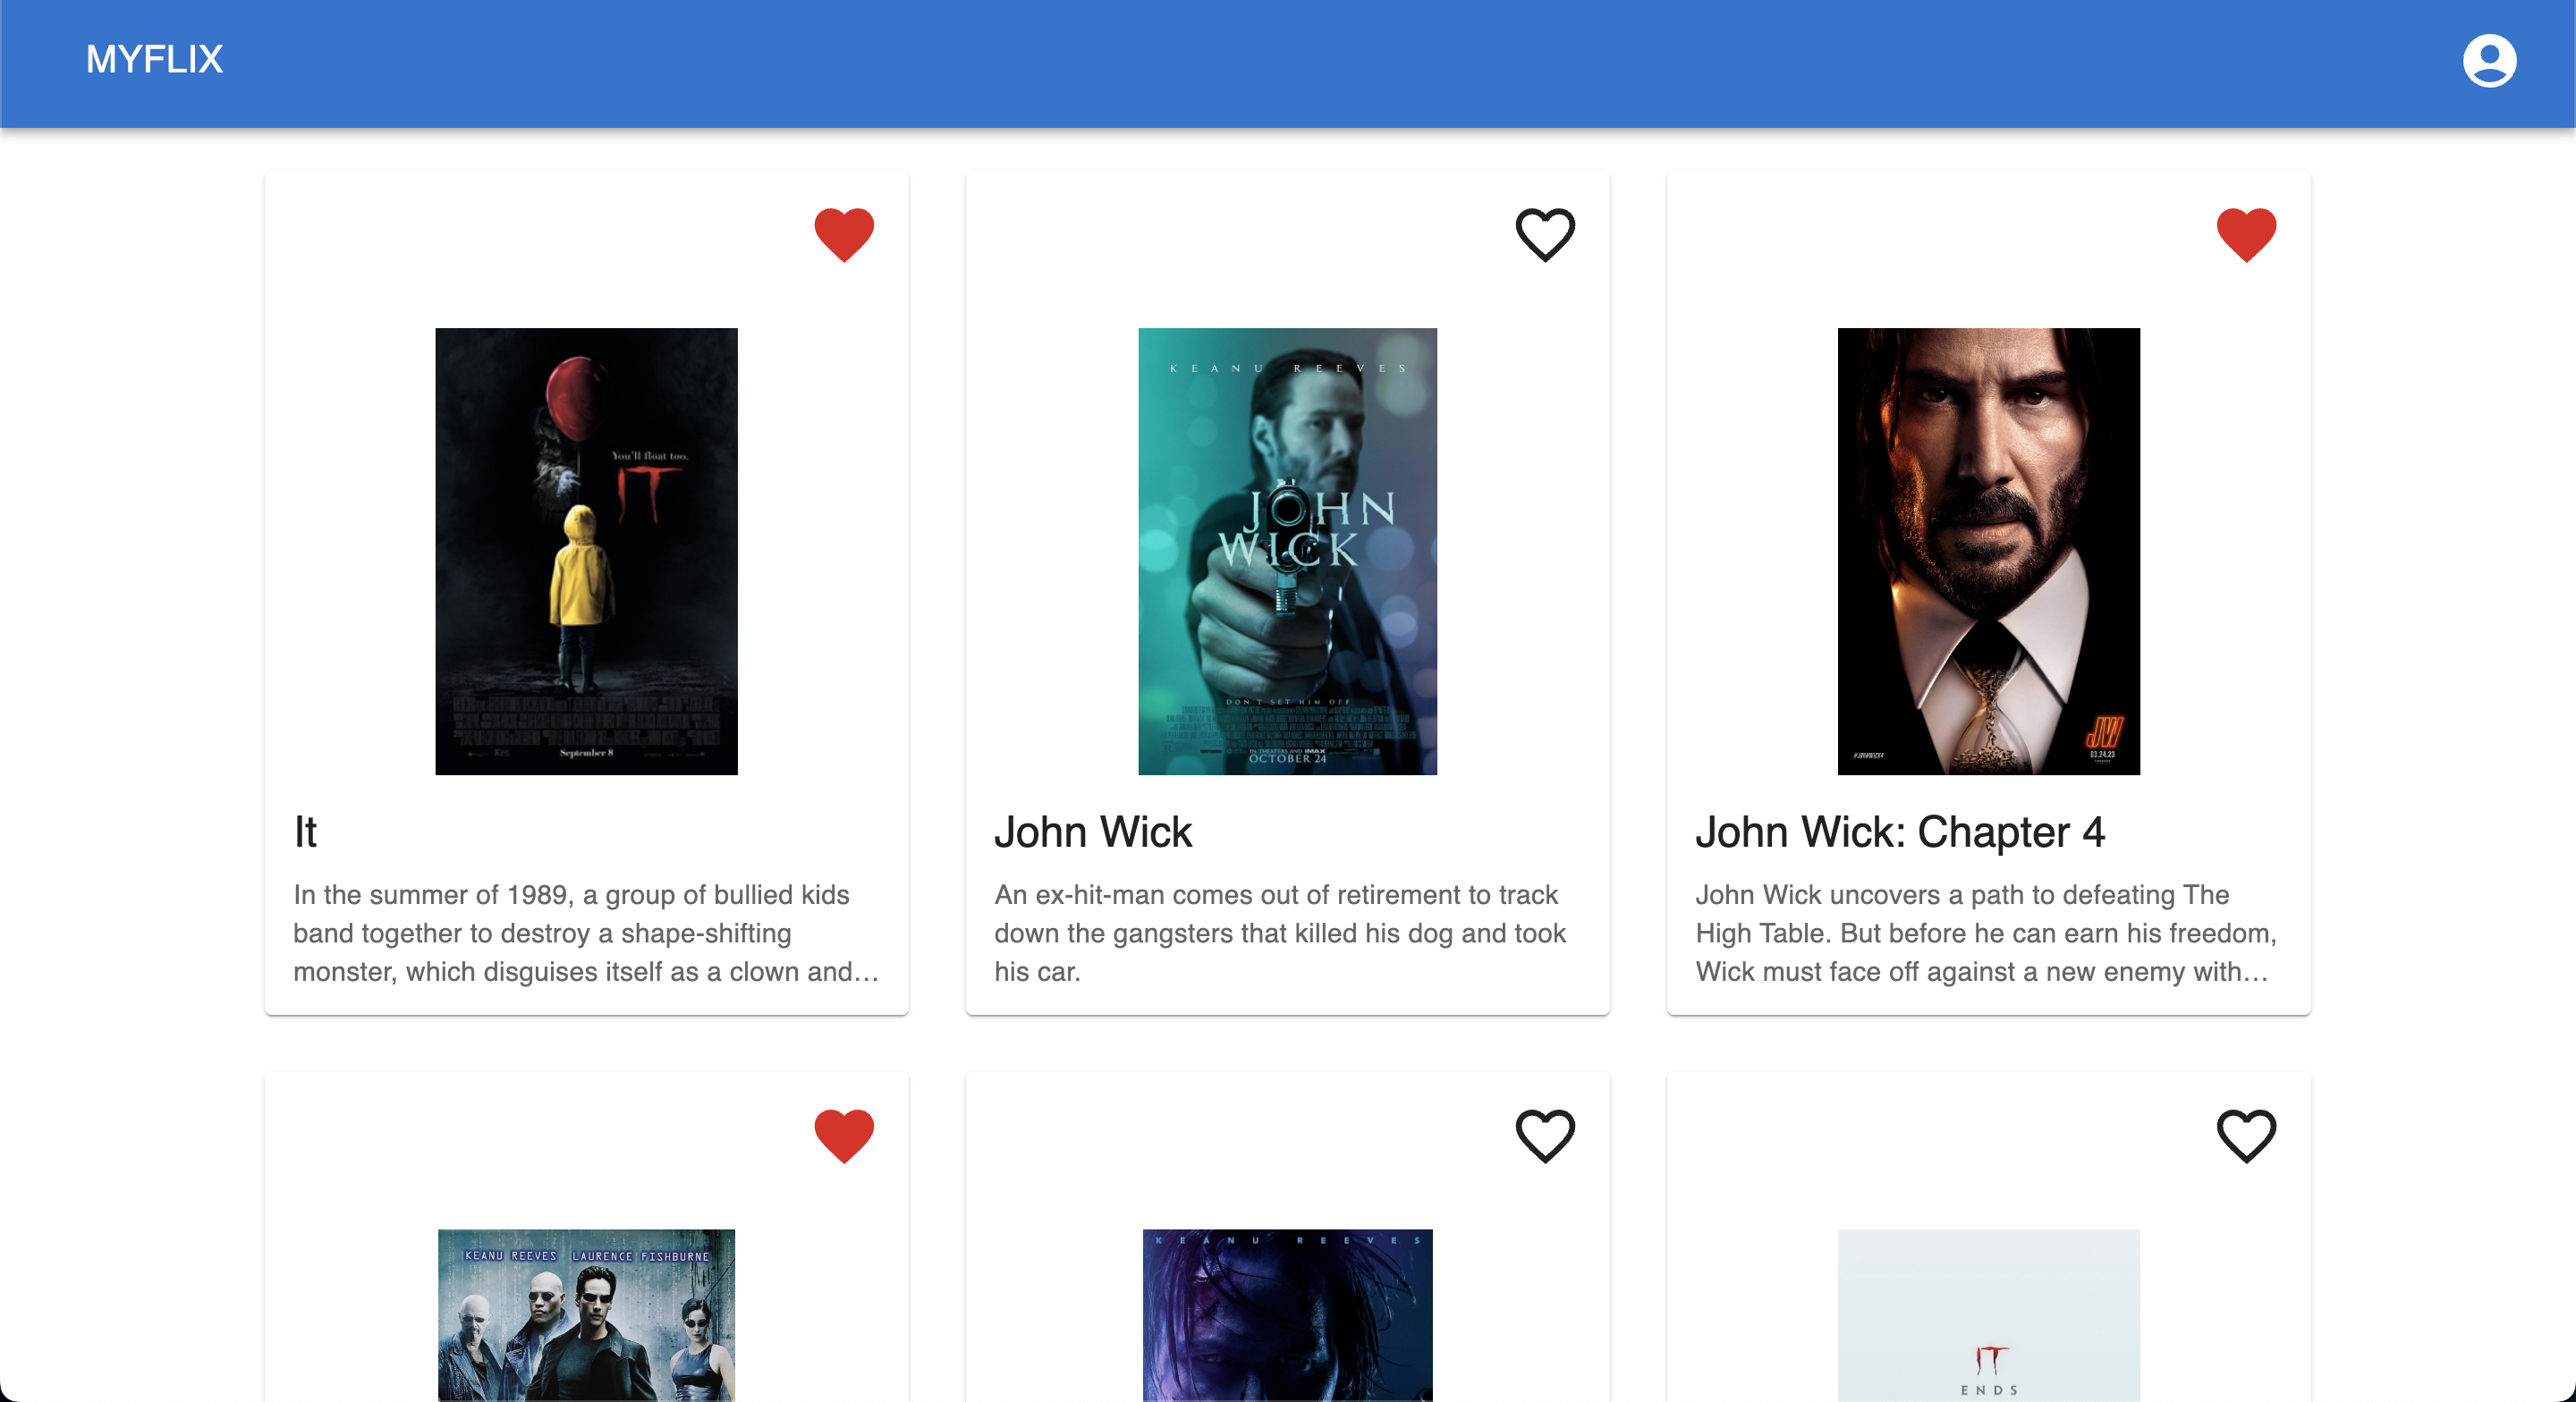 MYFLIX
You'll float too.
IT
September 8
KEANU REEVES
JOHN
WICK
DON'T SET HIM OFF
IN THEATERS AND IMAX
OCTOBER 24
#JOHNWICK4
JW
03.24.23
It
John Wick
John Wick: Chapter 4
In the summer of 1989, a group of bullied kids
band together to destroy a shape-shifting
monster, which disguises itself as a clown and…
An ex-hit-man comes out of retirement to track
down the gangsters that killed his dog and took
his car.
John Wick uncovers a path to defeating The
High Table. But before he can earn his freedom,
Wick must face off against a new enemy with…
KEANU REEVES LAURENCE FISHBURNE
KEANU REEVES
IT
ENDS